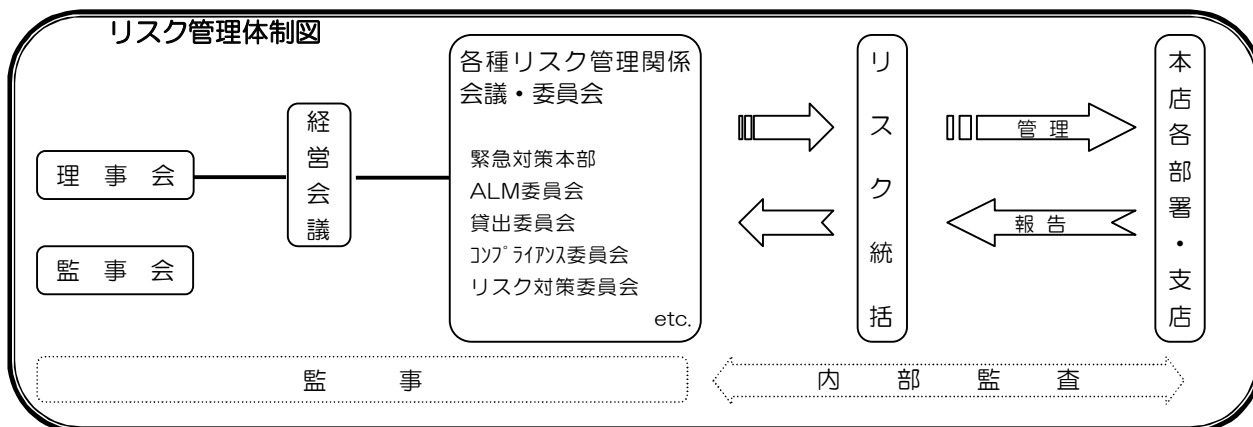 リスク管理体制図
理事会
監事会
経営会議
各種リスク管理関係
会議・委員会
緊急対策本部
ALM委員会
貸出委員会
ｺﾝﾌﾟﾗｲｱﾝｽ委員会
リスク対策委員会
etc.
リスク統括
管理
報告
本店各部署・支店
監事
内部監査